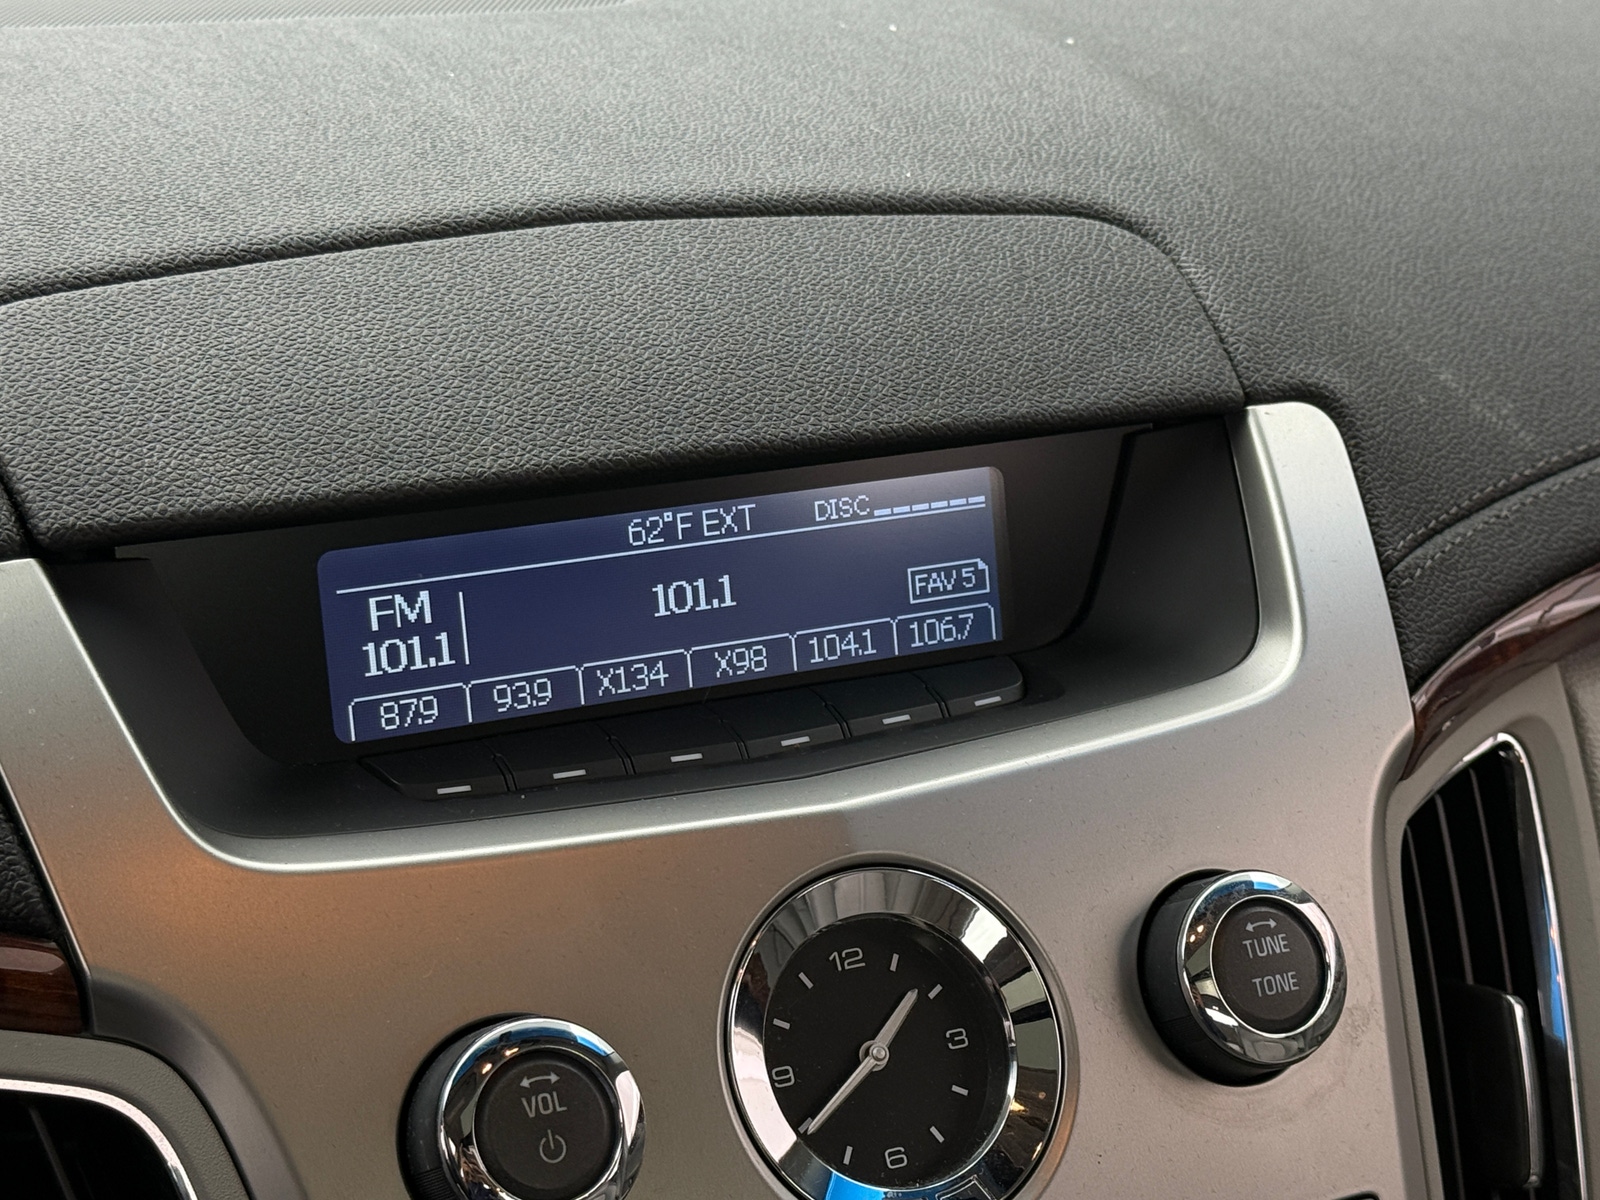 62°F EXT DISC
FM 101.1 FAV 5
101.1
87.9 93.9 X134 X98 104.1 106.7
12
3
9
6
TUNE
TONE
VOL